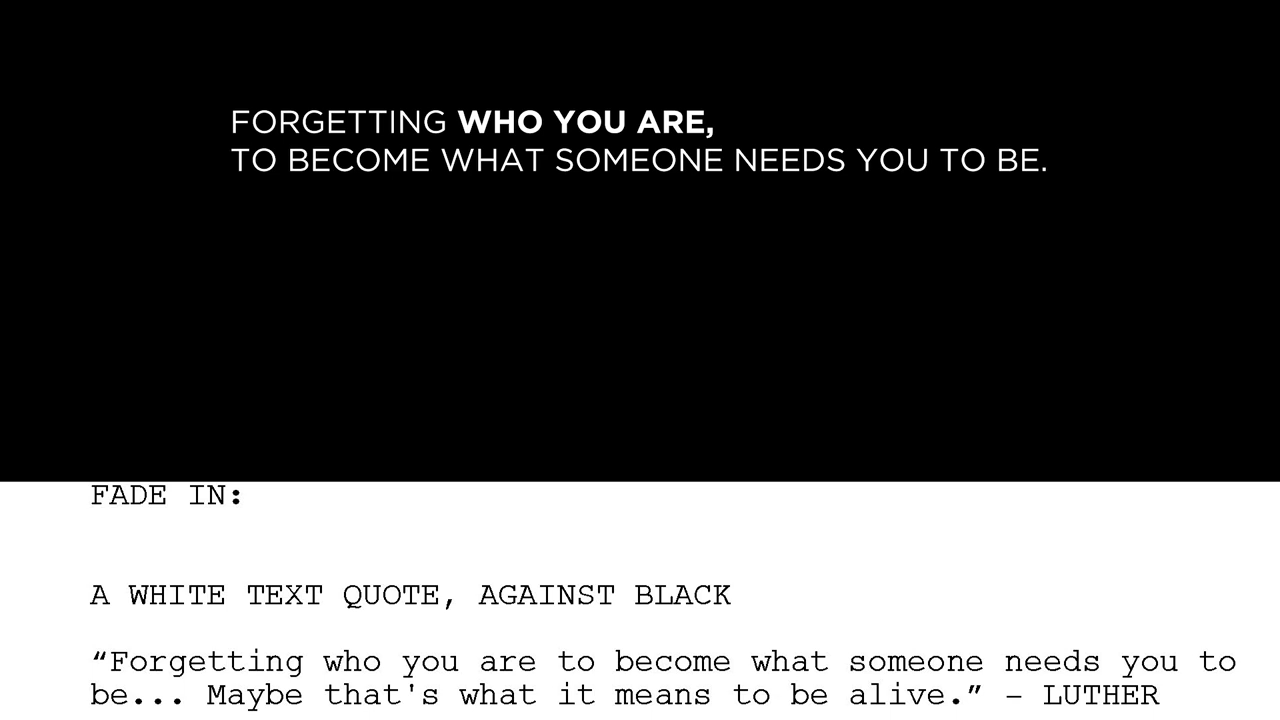 FORGETTING WHO YOU ARE,
TO BECOME WHAT SOMEONE NEEDS YOU TO BE.
FADE IN:
A WHITE TEXT QUOTE, AGAINST BLACK
“Forgetting who you are to become what someone needs you to
be... Maybe that's what it means to be alive.” – LUTHER